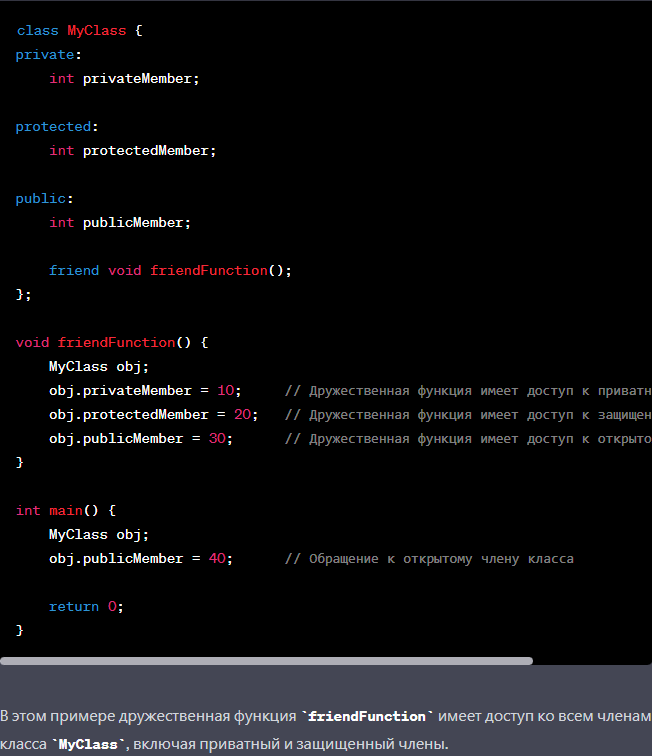 class MyClass {
private:
    int privateMember;

protected:
    int protectedMember;

public:
    int publicMember;

    friend void friendFunction();
};

void friendFunction() {
    MyClass obj;
    obj.privateMember = 10;     // Дружественная функция имеет доступ к приватн
    obj.protectedMember = 20;   // Дружественная функция имеет доступ к защищен
    obj.publicMember = 30;      // Дружественная функция имеет доступ к открыто
}

int main() {
    MyClass obj;
    obj.publicMember = 40;      // Обращение к открытому члену класса

    return 0;
}
В этом примере дружественная функция `friendFunction` имеет доступ ко всем членам
класса `MyClass`, включая приватный и защищенный члены.